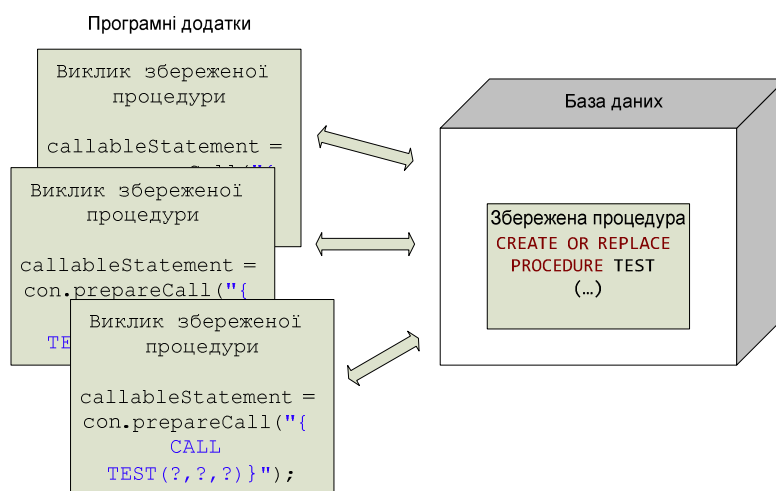 Програмні додатки
Виклик збереженої
процедури
callableStatement =
Виклик збереженої
процедури
callableStatement =
con.prepareCall("{
Виклик збереженої
процедури
callableStatement =
con.prepareCall("{
CALL
TEST(?,?,?)}");
База даних
Збережена процедура
CREATE OR REPLACE
PROCEDURE TEST
(…)